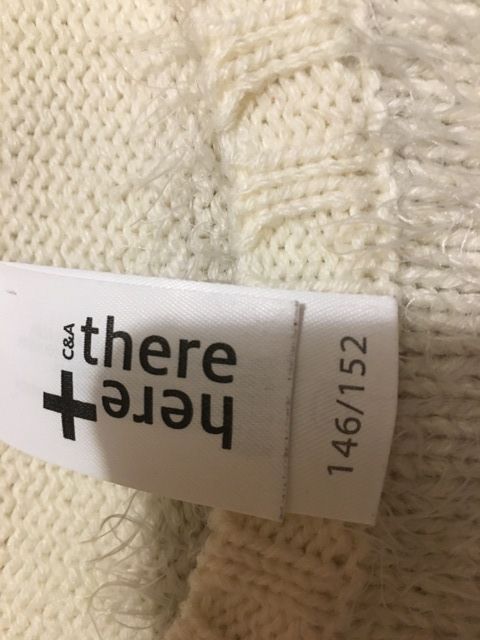 C&A
there
+
here
146/152